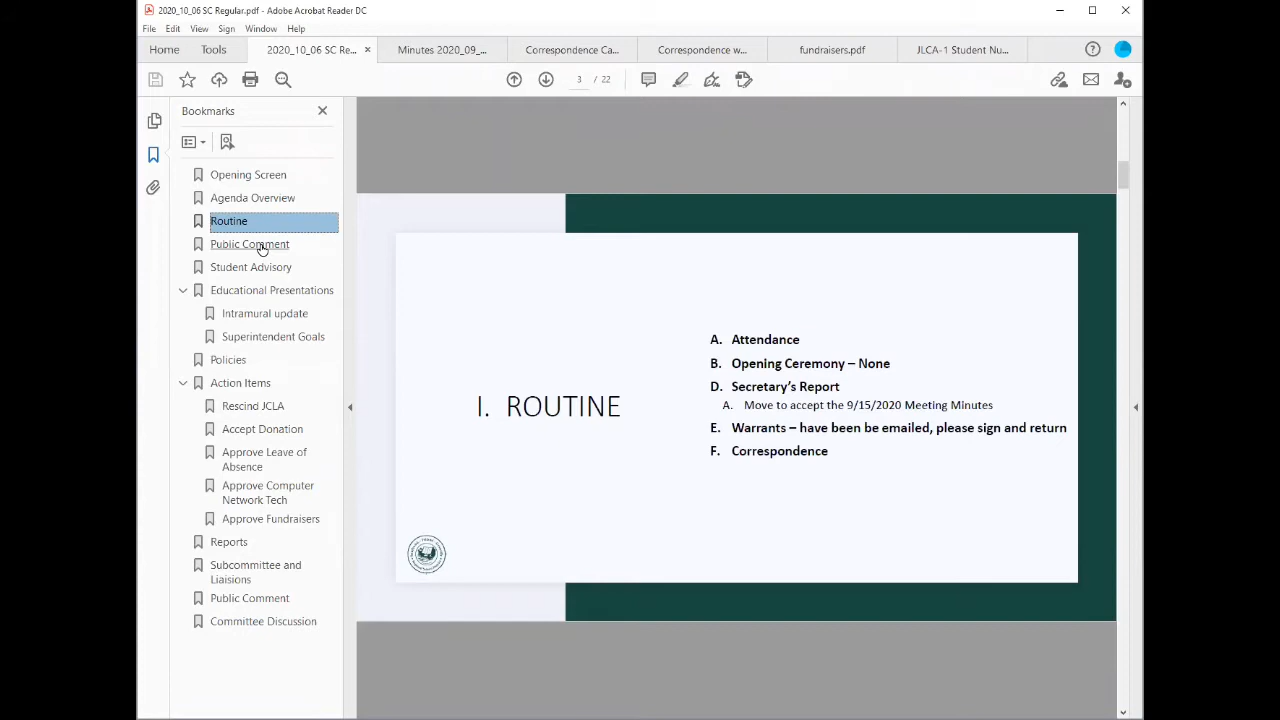 2020_10_06 SC Regular.pdf - Adobe Acrobat Reader DC
File Edit View Sign Window Help
Home Tools 2020_10_06 SC Re... × Minutes 2020_09_... Correspondence Ca... Correspondence w... fundraisers.pdf JLCA-1 Student Nu...
3 / 22
Bookmarks
Opening Screen
Agenda Overview
Routine
Public Comment
Student Advisory
Educational Presentations
Intramural update
Superintendent Goals
Policies
Action Items
Rescind JCLA
Accept Donation
Approve Leave of
Absence
Approve Computer
Network Tech
Approve Fundraisers
Reports
Subcommittee and
Liaisions
Public Comment
Committee Discussion
I. ROUTINE
A. Attendance
B. Opening Ceremony – None
D. Secretary's Report
A. Move to accept the 9/15/2020 Meeting Minutes
E. Warrants – have been be emailed, please sign and return
F. Correspondence